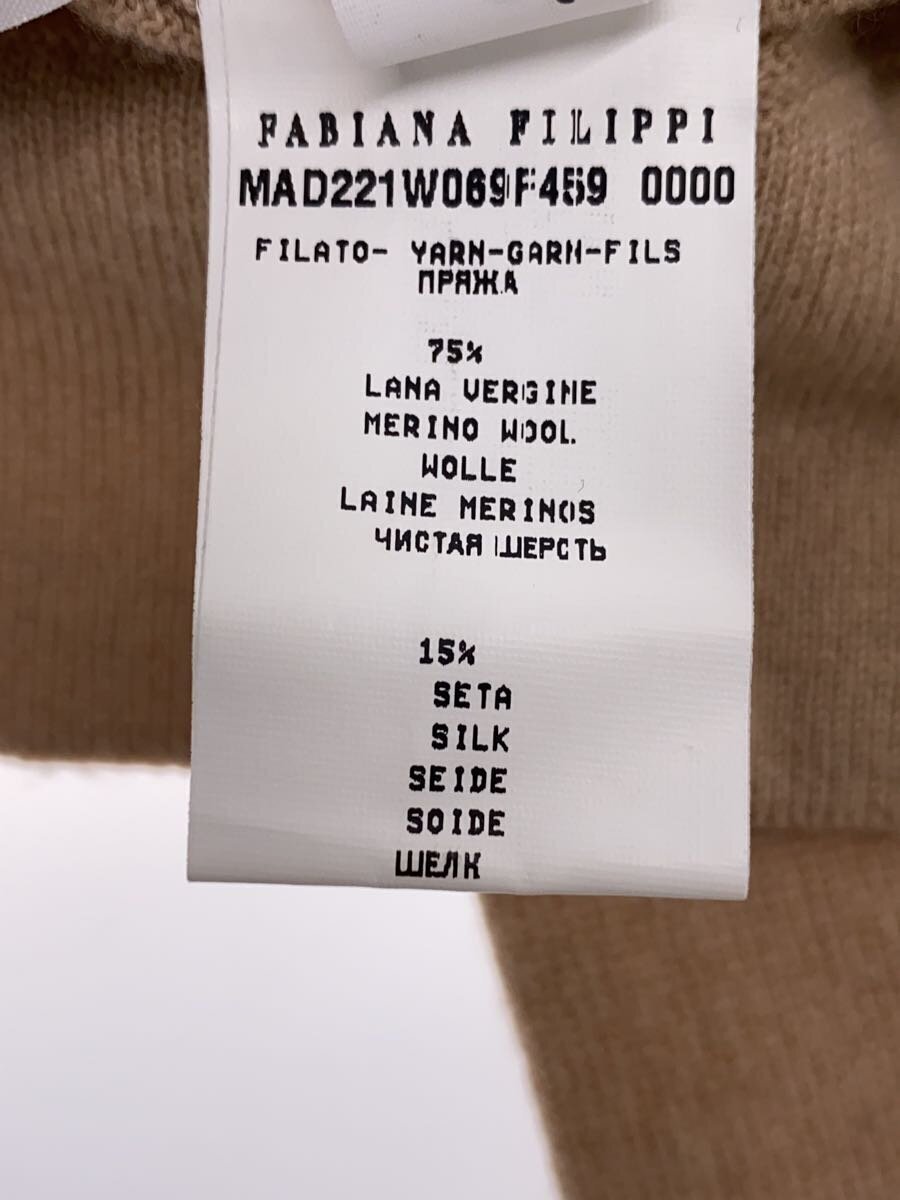 FABIANA FILIPPI
MAD221W069F459 0000
FILATO- YARN-GARN-FILS
ПРЯЖА
75%
LANA VERGINE
MERINO WOOL
WOLLE
LAINE MERINOS
ЧИСТАЯ ШЕРСТЬ
15%
SETA
SILK
SEIDE
SOIDE
ШЕЛК